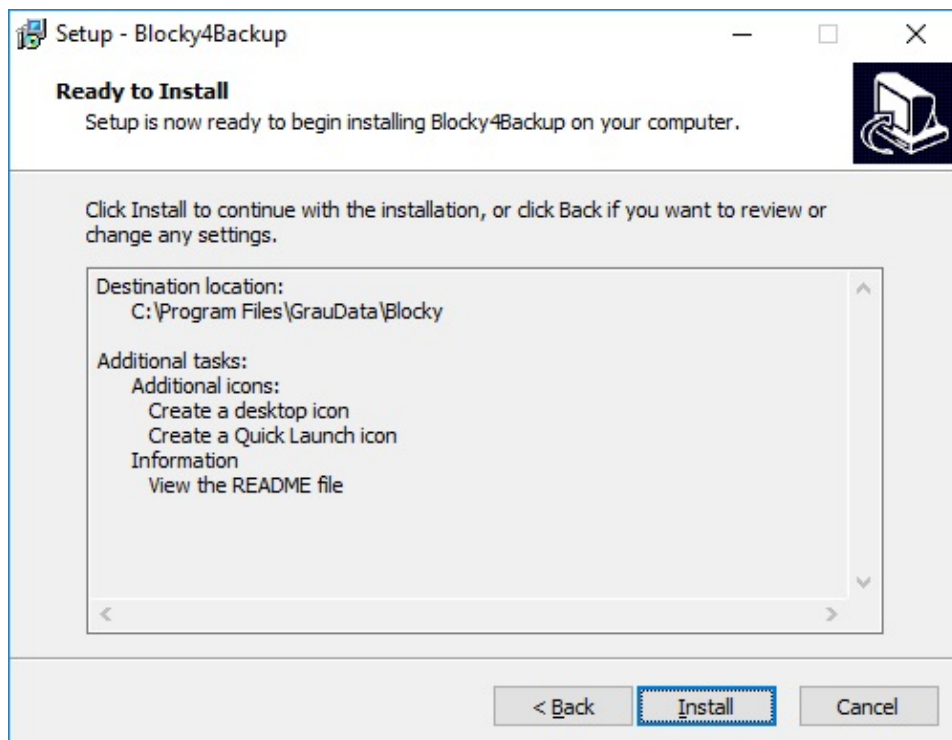 Setup - Blocky4Backup
Ready to Install
Setup is now ready to begin installing Blocky4Backup on your computer.
Click Install to continue with the installation, or click Back if you want to review or
change any settings.
Destination location:
C:\Program Files\GrauData\Blocky
Additional tasks:
Additional icons:
Create a desktop icon
Create a Quick Launch icon
Information
View the README file
< Back Install Cancel